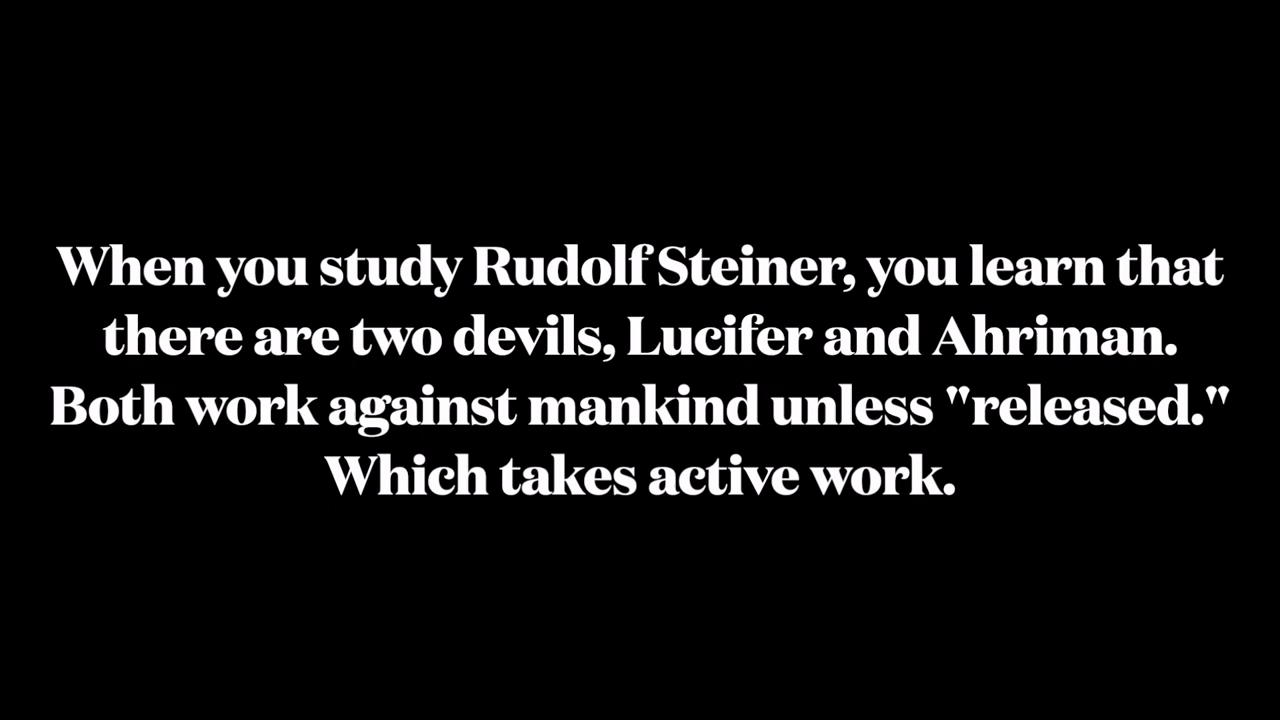 When you study Rudolf Steiner, you learn that
there are two devils, Lucifer and Ahriman.
Both work against mankind unless "released."
Which takes active work.